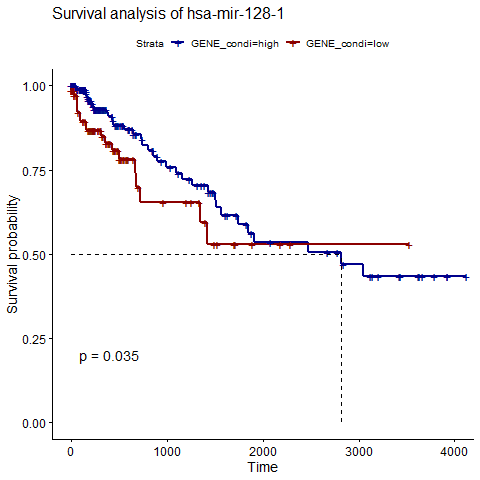 Survival analysis of hsa-mir-128-1
Strata GENE_condi=high GENE_condi=low
1.00
0.75
0.50
0.25
0.00
Survival probability
p = 0.035
0 1000 2000 3000 4000
Time